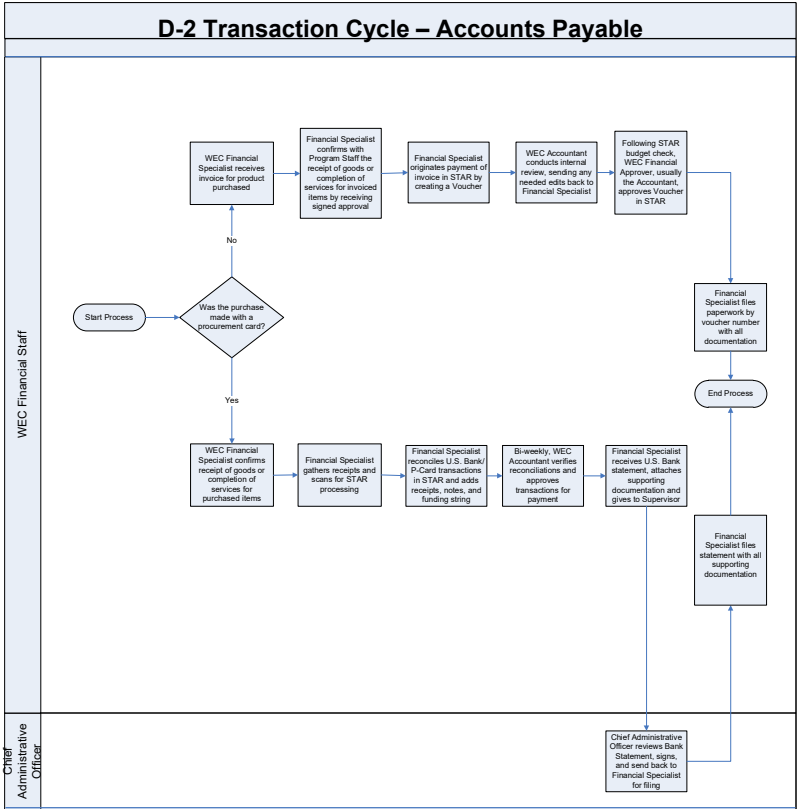 D-2 Transaction Cycle – Accounts Payable
WEC Financial Staff
WEC Financial
Specialist receives
invoice for product
purchased
Financial Specialist
confirms with
Program Staff the
receipt of goods or
completion of
services for invoiced
items by receiving
signed approval
Financial Specialist
originates payment of
invoice in STAR by
creating a Voucher
WEC Accountant
conducts internal
review, sending any
needed edits back to
Financial Specialist
Following STAR
budget check,
WEC Financial
Approver, usually
the Accountant,
approves Voucher
in STAR
No
Start Process
Was the purchase
made with a
procurement card?
Financial
Specialist files
paperwork by
voucher number
with all
documentation
End Process
Yes
WEC Financial
Specialist confirms
receipt of goods or
completion of
services for
purchased items
Financial Specialist
gathers receipts and
scans for STAR
processing
Financial Specialist
reconciles U.S. Bank/
P-Card transactions
in STAR and adds
receipts, notes, and
funding string
Bi-weekly, WEC
Accountant verifies
reconciliations and
approves
transactions for
payment
Financial Specialist
receives U.S. Bank
statement, attaches
supporting
documentation and
gives to Supervisor
Financial
Specialist files
statement with all
supporting
documentation
Chief
Administrative
Officer
Chief Administrative
Officer reviews Bank
Statement, signs,
and send back to
Financial Specialist
for filing